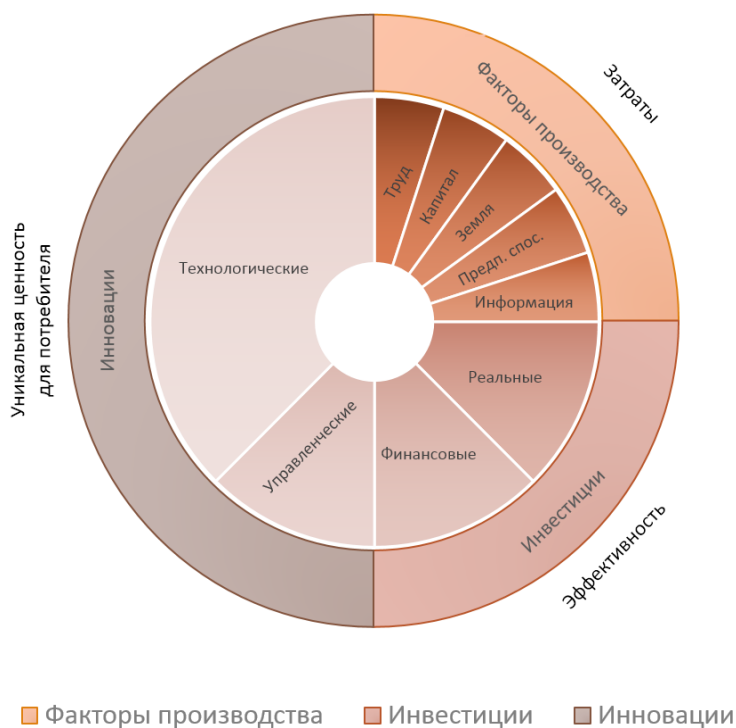 Затраты
Факторы производства
Труд
Капитал
Земля
Предп. спос.
Информация
Технологические
Реальные
Уникальная ценность
для потребителя
Инновации
Управленческие
Финансовые
Инвестиции
Эффективность
Факторы производства
Инвестиции
Инновации